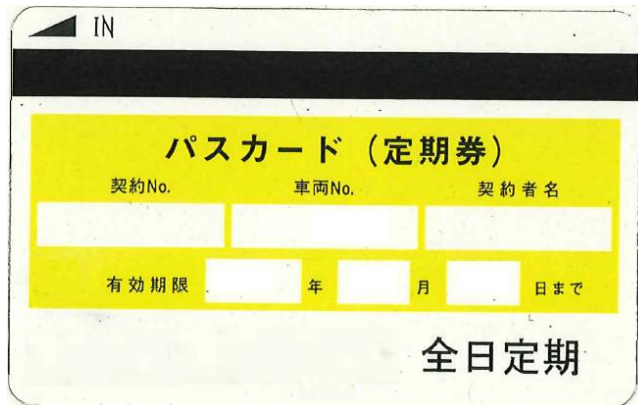 IN
パスカード（定期券）
契約No. 車両No. 契約者名
有効期限 年 月 日まで
全日定期